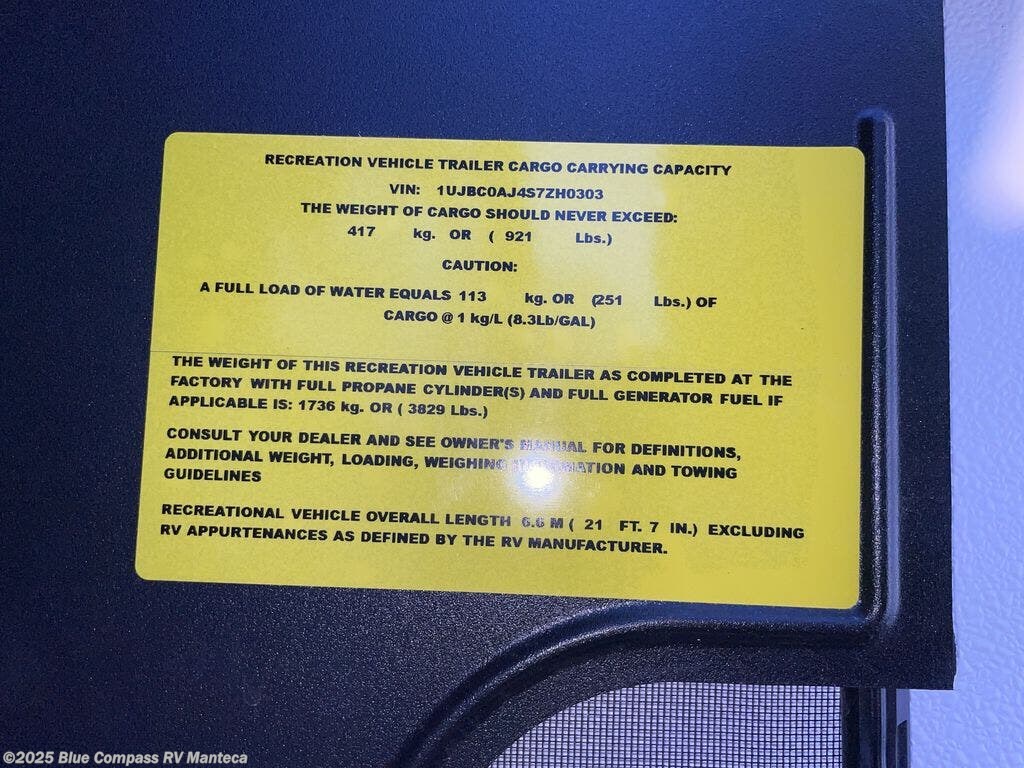 RECREATION VEHICLE TRAILER CARGO CARRYING CAPACITY
VIN: 1UJBC0AJ4S7ZH0303
THE WEIGHT OF CARGO SHOULD NEVER EXCEED:
417 kg. OR ( 921 Lbs.)
CAUTION:
A FULL LOAD OF WATER EQUALS 113 kg. OR (251 Lbs.) OF
CARGO @ 1 kg/L (8.3Lb/GAL)
THE WEIGHT OF THIS RECREATION VEHICLE TRAILER AS COMPLETED AT THE
FACTORY WITH FULL PROPANE CYLINDER(S) AND FULL GENERATOR FUEL IF
APPLICABLE IS: 1736 kg. OR ( 3829 Lbs.)
CONSULT YOUR DEALER AND SEE OWNER'S MANUAL FOR DEFINITIONS,
ADDITIONAL WEIGHT, LOADING, WEIGHING INFORMATION AND TOWING
GUIDELINES
RECREATIONAL VEHICLE OVERALL LENGTH 6.6 M ( 21 FT. 7 IN.) EXCLUDING
RV APPURTENANCES AS DEFINED BY THE RV MANUFACTURER.
©2025 Blue Compass RV Manteca